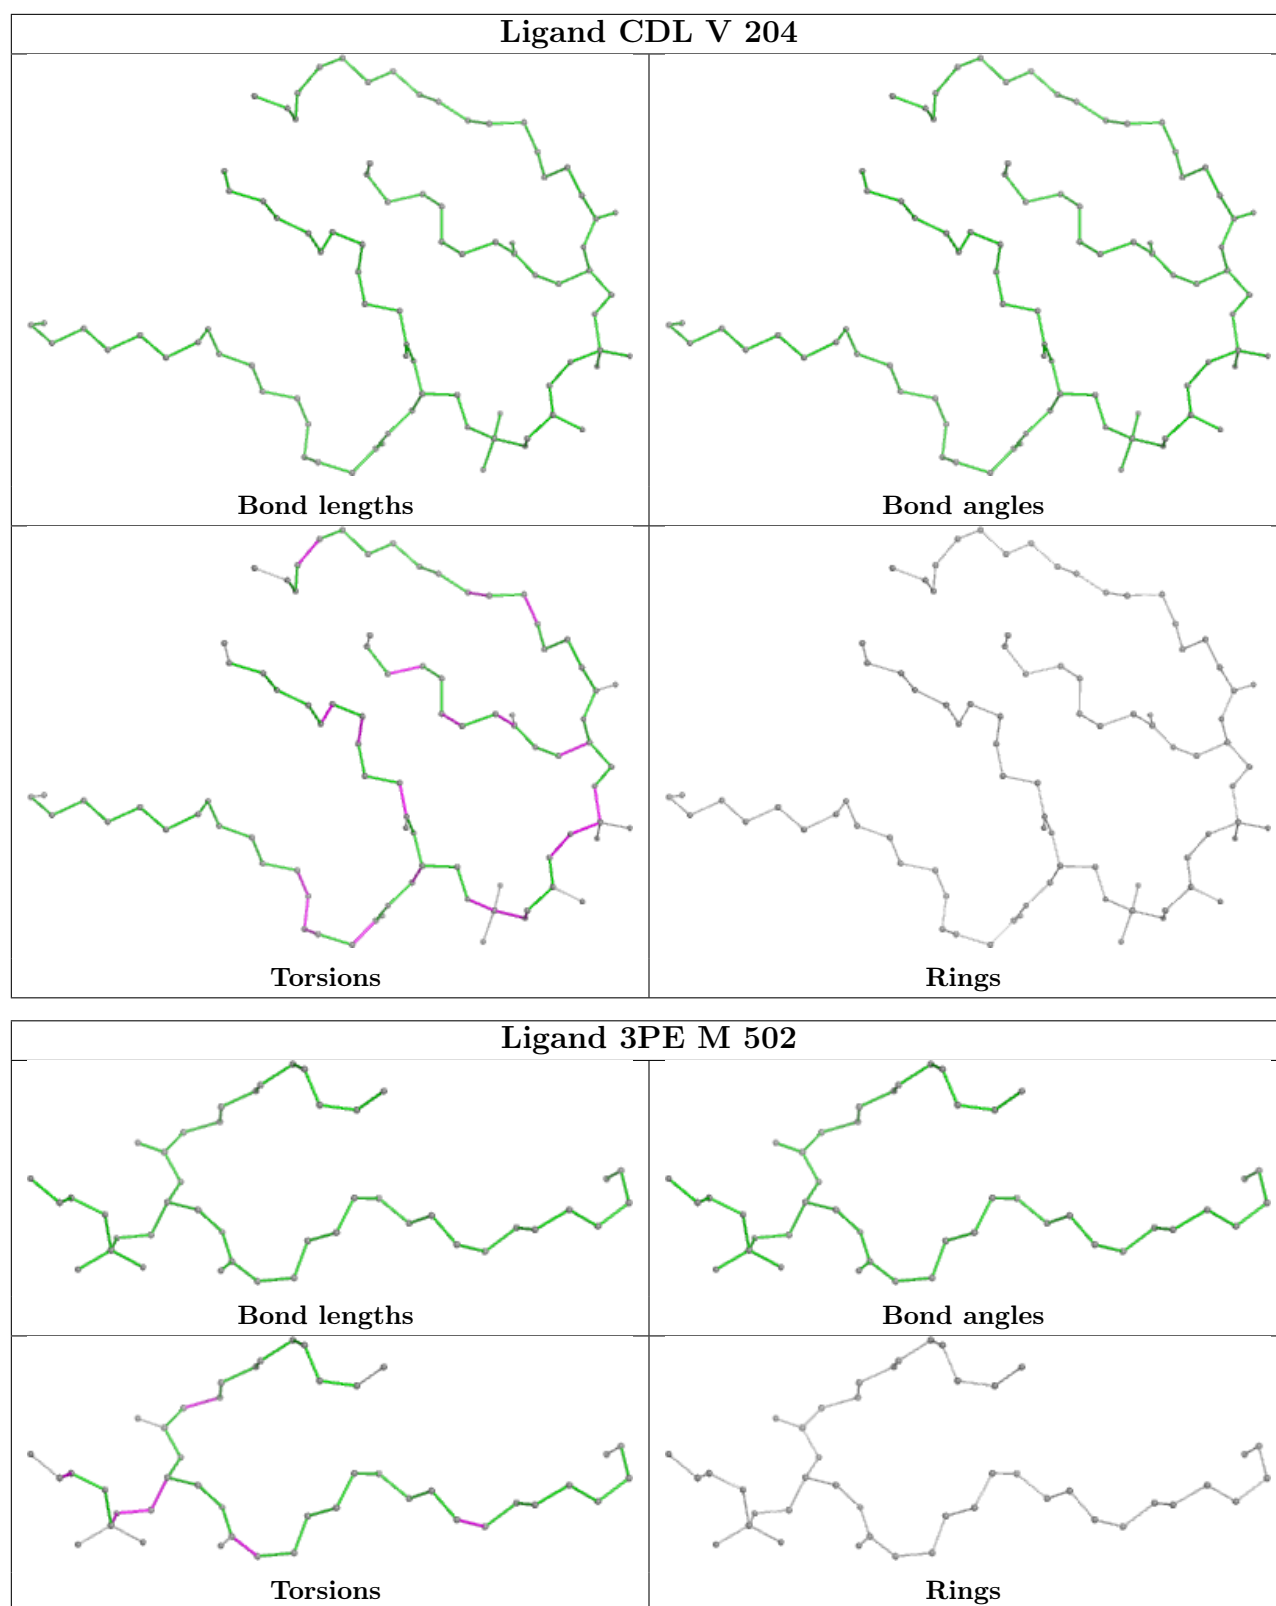 Ligand CDL V 204
Bond lengths
Bond angles
Torsions
Rings
Ligand 3PE M 502
Bond lengths
Bond angles
Torsions
Rings